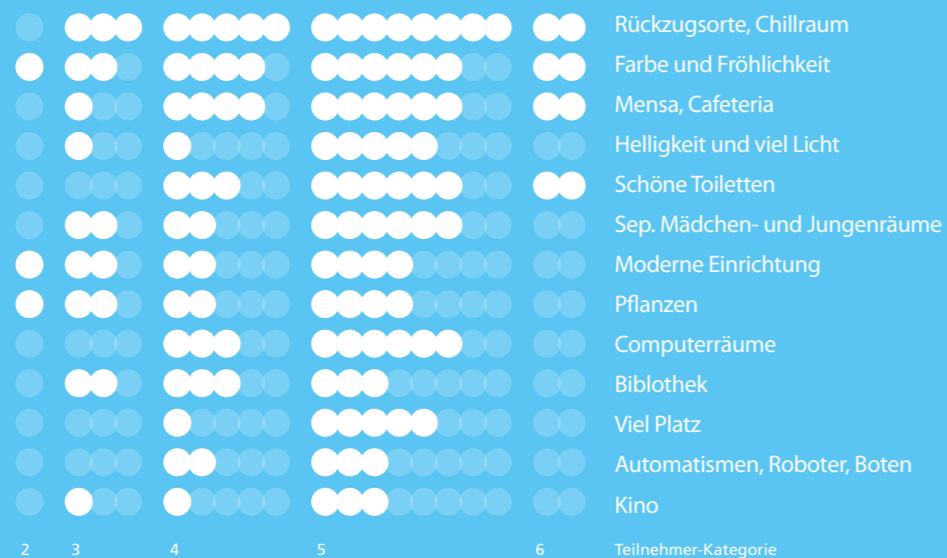 Rückzugsorte, Chillraum
Farbe und Fröhlichkeit
Mensa, Cafeteria
Helligkeit und viel Licht
Schöne Toiletten
Sep. Mädchen- und Jungenräume
Moderne Einrichtung
Pflanzen
Computerräume
Biblothek
Viel Platz
Automatismen, Roboter, Boten
Kino
2 3 4 5 6 Teilnehmer-Kategorie